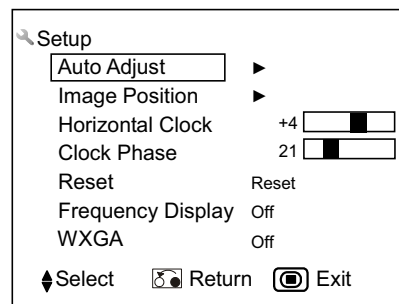 Setup
Auto Adjust ►
Image Position ►
Horizontal Clock +4
Clock Phase 21
Reset Reset
Frequency Display Off
WXGA Off
Select Return Exit